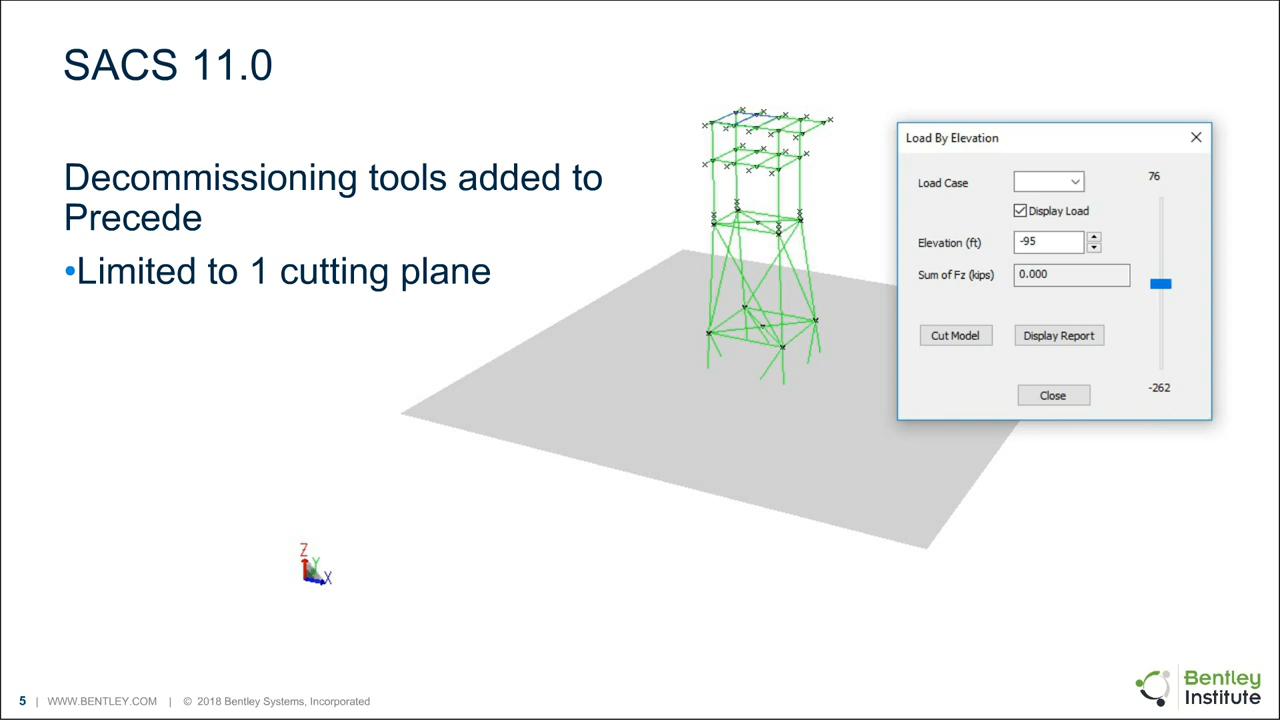 SACS 11.0
Decommissioning tools added to
Precede
•Limited to 1 cutting plane
Load By Elevation
Load Case
76
Display Load
Elevation (ft)
-95
Sum of Fz (kips)
0.000
Cut Model
Display Report
-262
Close
Z
Y
X
5 | WWW.BENTLEY.COM | © 2018 Bentley Systems, Incorporated
Bentley
Institute